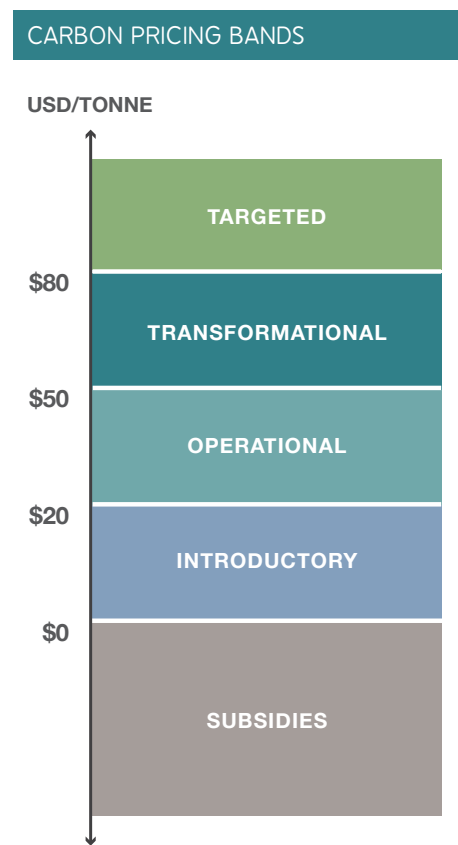 CARBON PRICING BANDS
USD/TONNE
TARGETED
$80
TRANSFORMATIONAL
$50
OPERATIONAL
$20
INTRODUCTORY
$0
SUBSIDIES